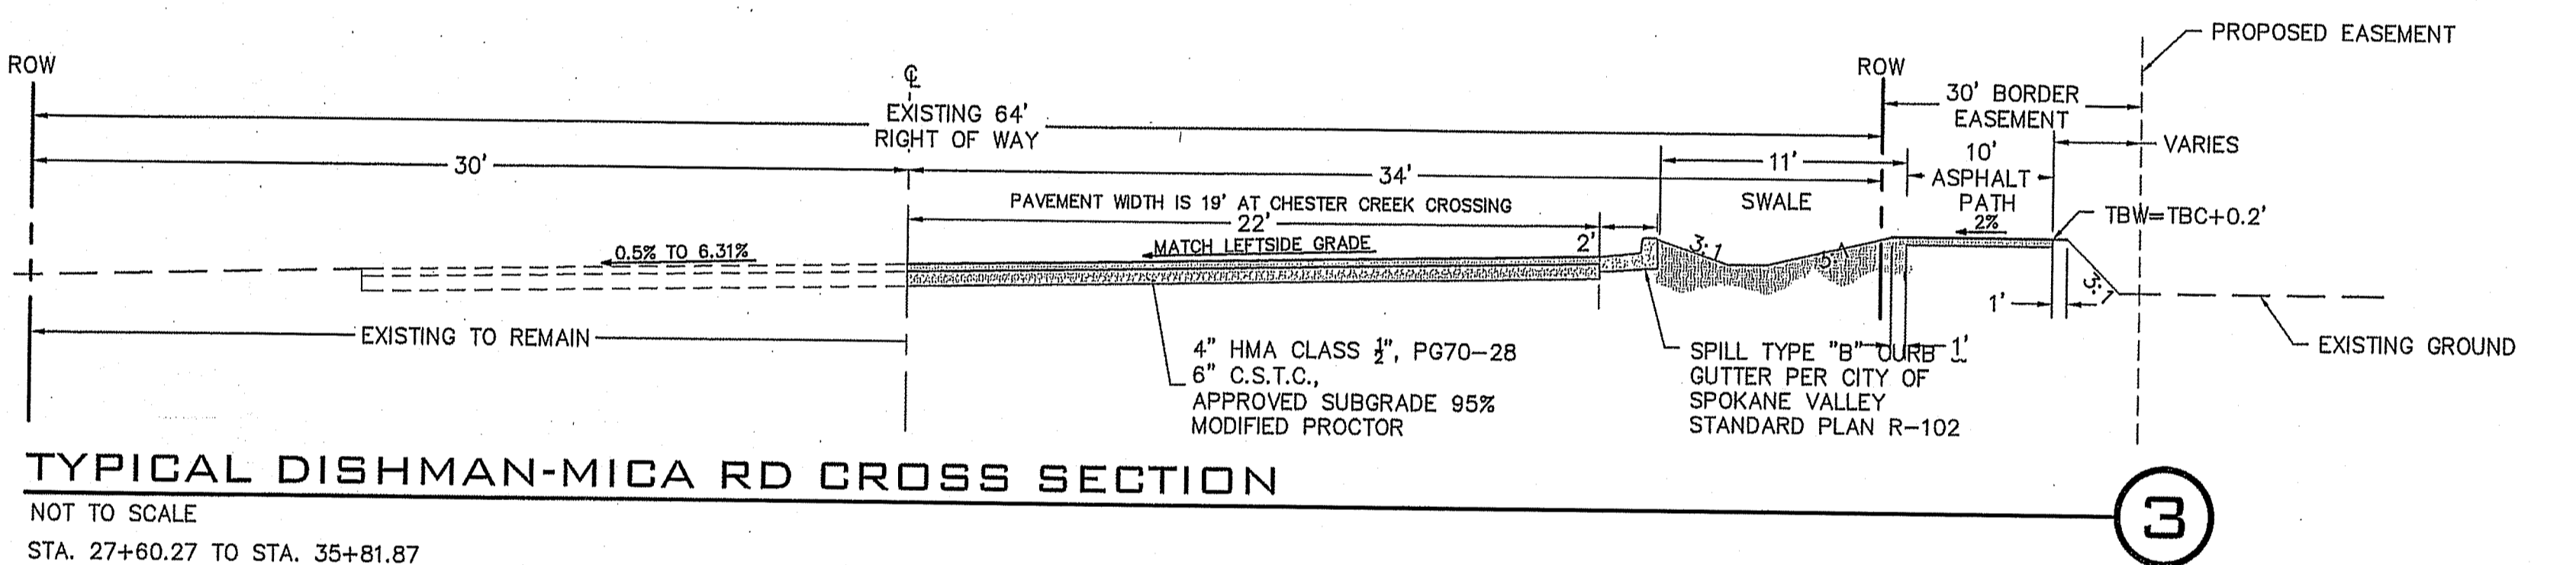 PROPOSED EASEMENT
ROW
℄
ROW
EXISTING 64'
RIGHT OF WAY
30' BORDER
EASEMENT
VARIES
30'
34'
11'
10'
ASPHALT
PATH
2%
PAVEMENT WIDTH IS 19' AT CHESTER CREEK CROSSING
22'
SWALE
TBW=TBC+0.2'
0.5% TO 6.31%
MATCH LEFTSIDE GRADE
2'
3:1
3:1
1'
EXISTING TO REMAIN
EXISTING GROUND
4" HMA CLASS ½", PG70-28
6" C.S.T.C.,
APPROVED SUBGRADE 95%
MODIFIED PROCTOR
SPILL TYPE "B" CURB
1'
GUTTER PER CITY OF
SPOKANE VALLEY
STANDARD PLAN R-102
TYPICAL DISHMAN-MICA RD CROSS SECTION
3
NOT TO SCALE
STA. 27+60.27 TO STA. 35+81.87